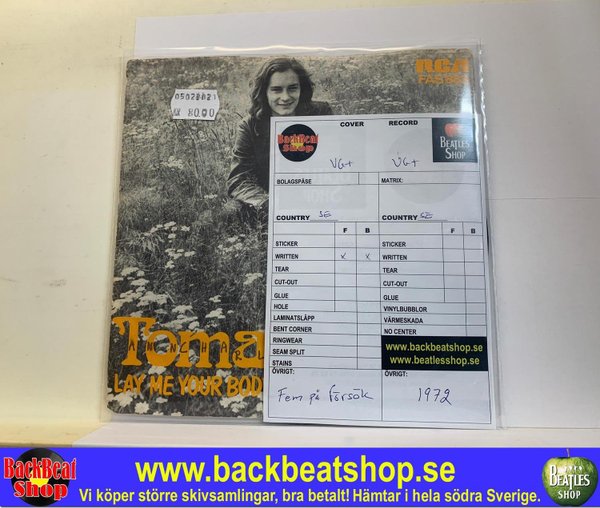 RCA
05020021
80.00
BackBeat
Shop
COVER RECORD
BEATLES
SHOP
VG+ VG+
BOLAGSPÅSE MATRIX:
COUNTRY SE COUNTRY SE
F B F B
STICKER STICKER
WRITTEN x x WRITTEN
TEAR TEAR
CUT-OUT CUT-OUT
GLUE GLUE
HOLE VINYLBUBBLOR
LAMINATSLÄPP VÄRMESKADA
BENT CORNER NO CENTER
RINGWEAR
SEAM SPLIT
STAINS
www.backbeatshop.se
www.beatlesshop.se
ÖVRIGT: ÖVRIGT:
Fem på försök 1972
Toma
LAY ME YOUR BOD
BackBeat
Shop
www.backbeatshop.se
Vi köper större skivsamlingar, bra betalt! Hämtar i hela södra Sverige.
BEATLES
SHOP